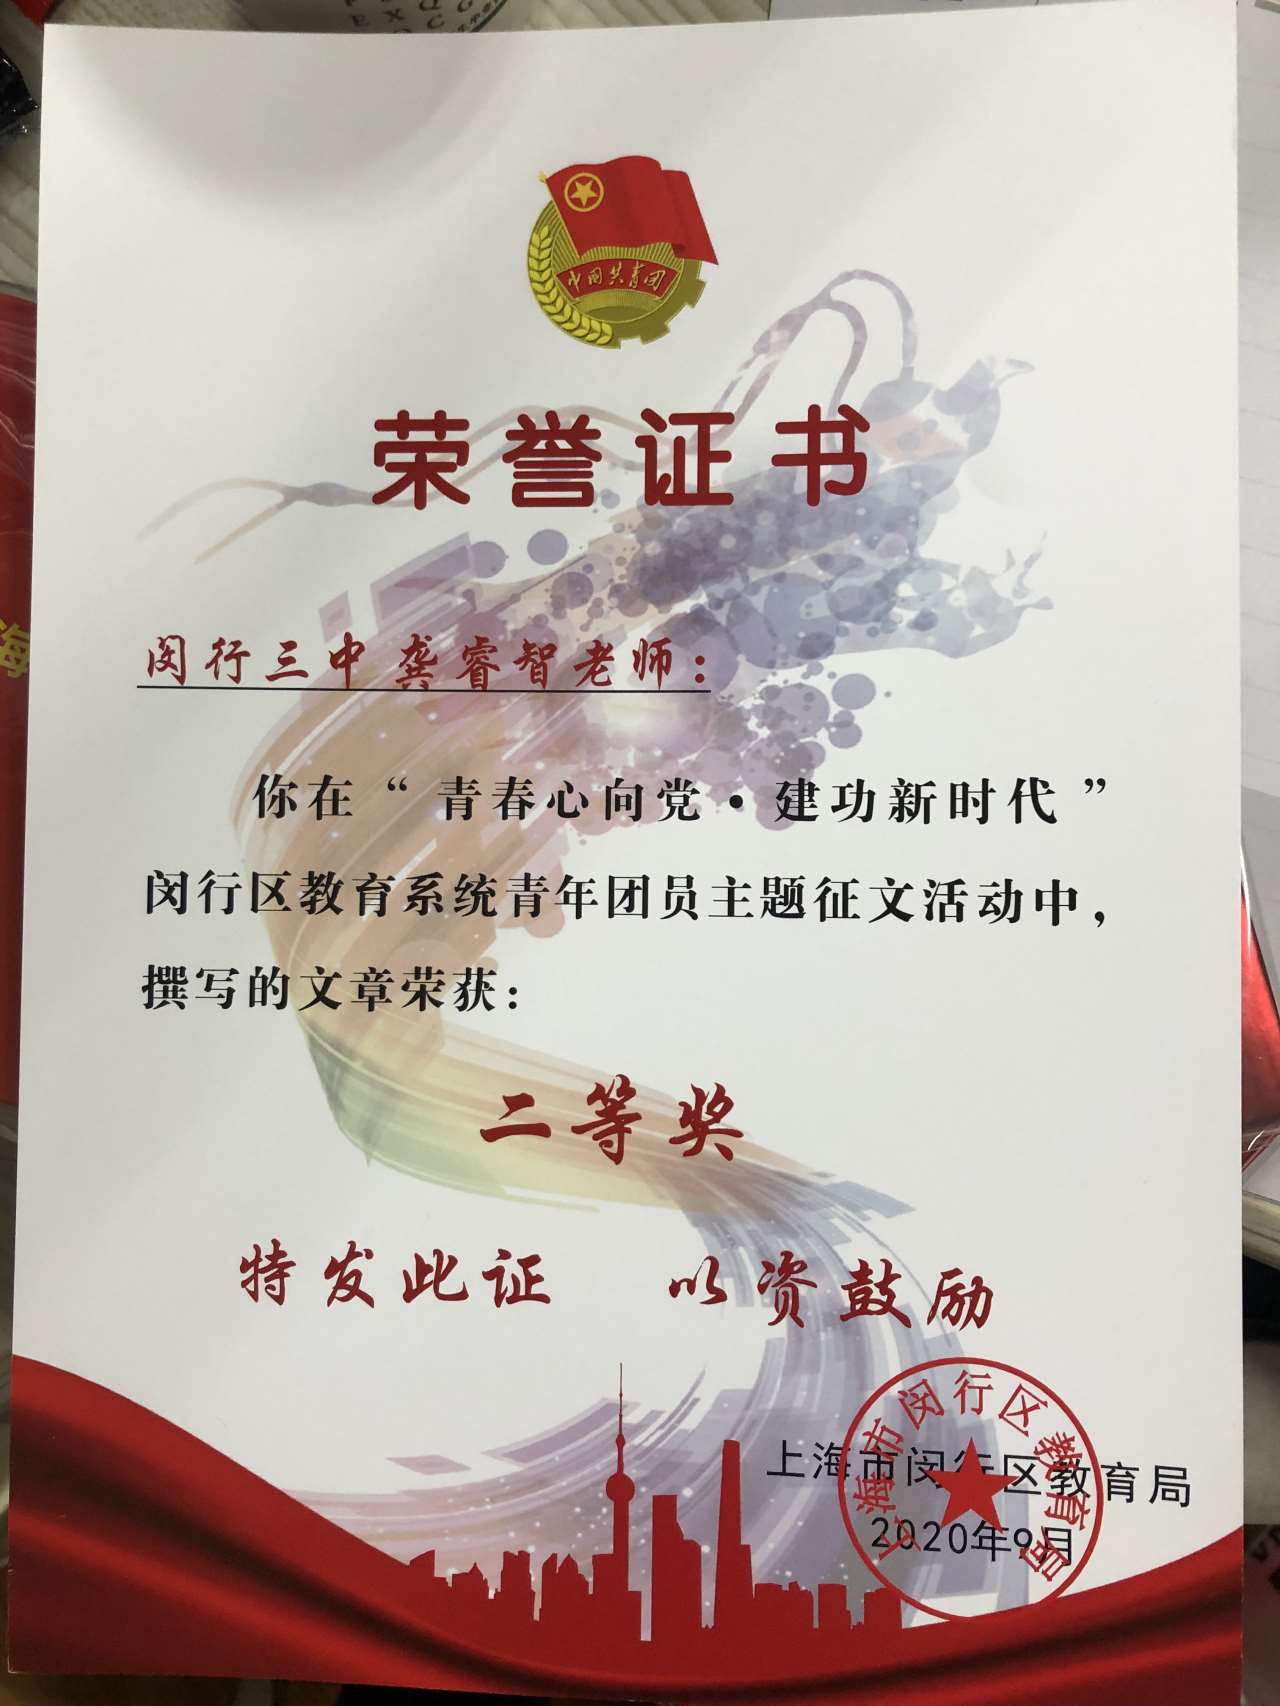 中国共青团
荣誉证书
闵行三中 龚睿智老师：
你在“青春心向党·建功新时代”
闵行区教育系统青年团员主题征文活动中，
撰写的文章荣获：
二等奖
特发此证 以资鼓励
上海市闵行区教育局
2020年9月
上海市闵行区教育局
海